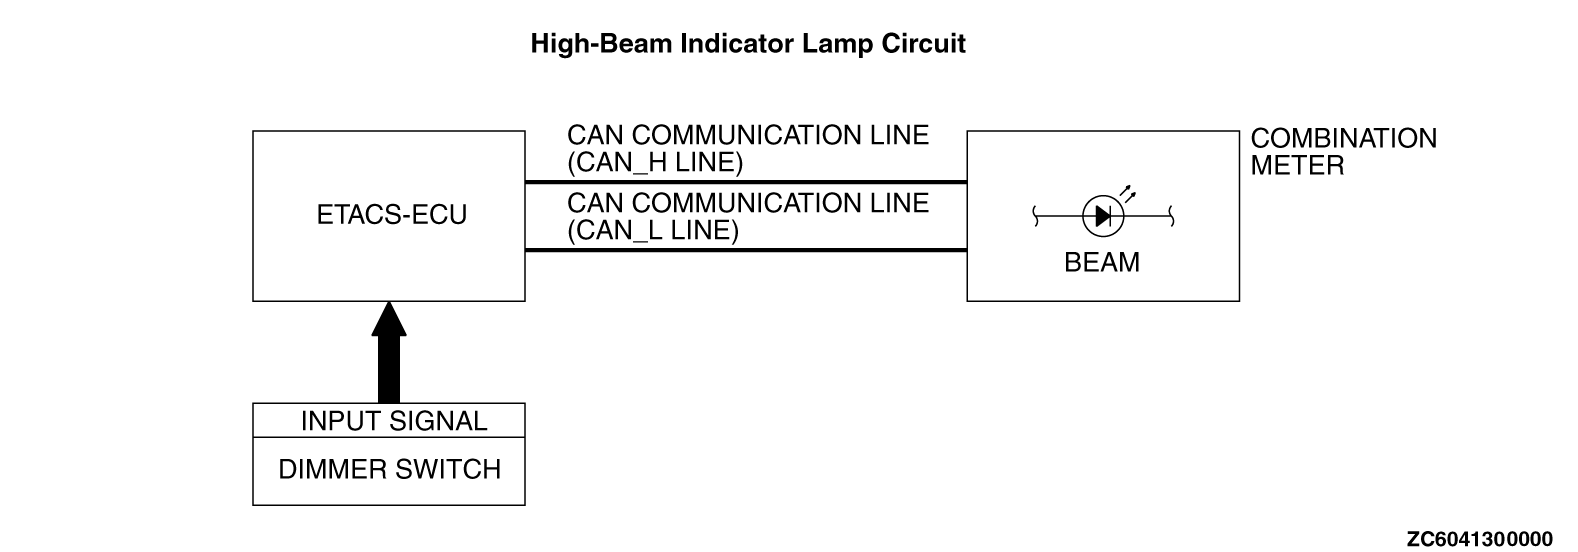 High-Beam Indicator Lamp Circuit
CAN COMMUNICATION LINE
(CAN_H LINE)
COMBINATION
METER
ETACS-ECU
CAN COMMUNICATION LINE
(CAN_L LINE)
BEAM
INPUT SIGNAL
DIMMER SWITCH
ZC6041300000